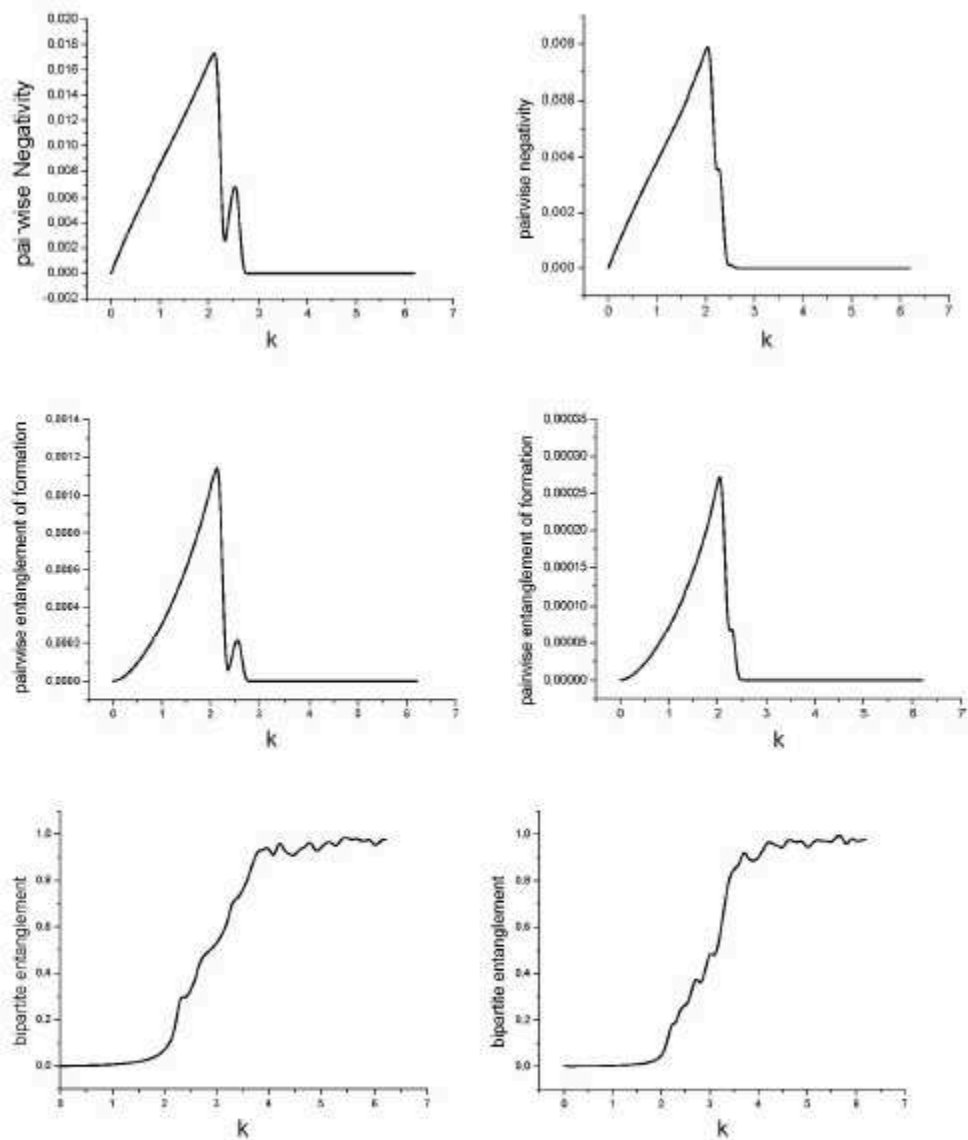 0.020
0.018
0.016
0.014
0.012
0.010
0.008
0.006
0.004
0.002
0.000
-0.002
pair wise Negativity
0 1 2 3 4 5 6 7
k
0.008
0.006
0.004
0.002
0.000
pairwise negativity
0 1 2 3 4 5 6 7
k
0.0014
0.0012
0.0010
0.0008
0.0006
0.0004
0.0002
0.0000
pairwise entanglement of formation
0 1 2 3 4 5 6 7
k
0.00035
0.00030
0.00025
0.00020
0.00015
0.00010
0.00005
0.00000
pairwise entanglement of formation
0 1 2 3 4 5 6 7
k
1.0
0.8
0.6
0.4
0.2
0.0
bipartite entanglement
0 1 2 3 4 5 6 7
k
1.0
0.8
0.6
0.4
0.2
0.0
bipartite entanglement
0 1 2 3 4 5 6 7
k